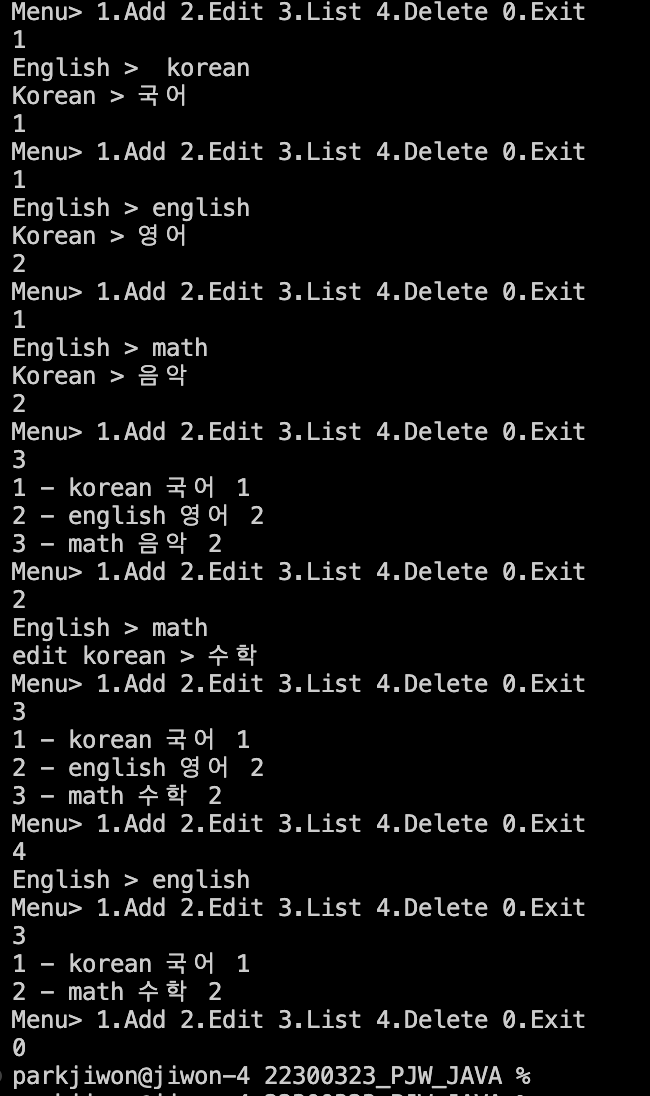 Menu> 1.Add 2.Edit 3.List 4.Delete 0.Exit
1
English >  korean
Korean > 국어
1
Menu> 1.Add 2.Edit 3.List 4.Delete 0.Exit
1
English > english
Korean > 영어
2
Menu> 1.Add 2.Edit 3.List 4.Delete 0.Exit
1
English > math
Korean > 음악
2
Menu> 1.Add 2.Edit 3.List 4.Delete 0.Exit
3
1 - korean 국어 1
2 - english 영어 2
3 - math 음악 2
Menu> 1.Add 2.Edit 3.List 4.Delete 0.Exit
2
English > math
edit korean > 수학
Menu> 1.Add 2.Edit 3.List 4.Delete 0.Exit
3
1 - korean 국어 1
2 - english 영어 2
3 - math 수학 2
Menu> 1.Add 2.Edit 3.List 4.Delete 0.Exit
4
English > english
Menu> 1.Add 2.Edit 3.List 4.Delete 0.Exit
3
1 - korean 국어 1
2 - math 수학 2
Menu> 1.Add 2.Edit 3.List 4.Delete 0.Exit
0
parkjiwon@jiwon-4 22300323_PJW_JAVA %